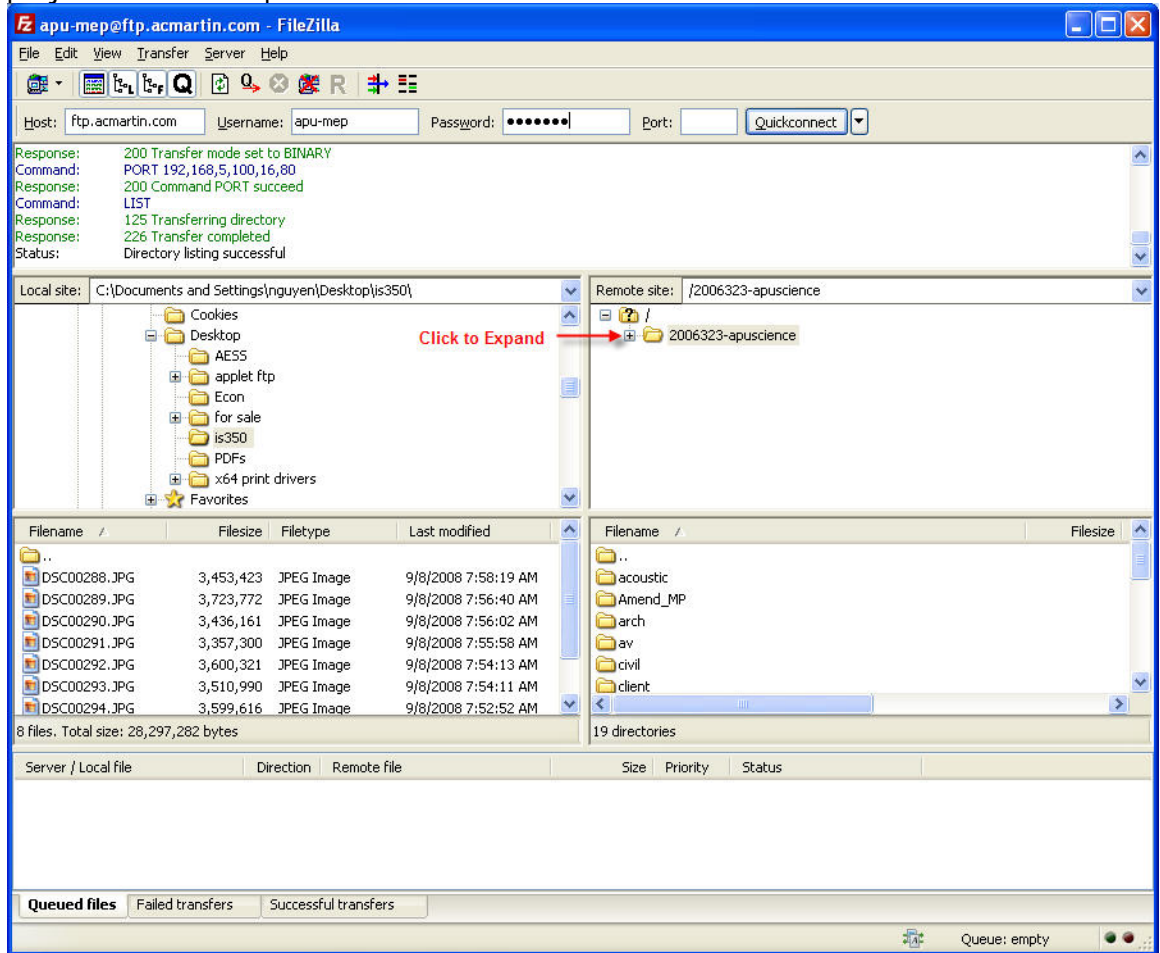 apu-mep@ftp.acmartin.com - FileZilla
File Edit View Transfer Server Help
Host: ftp.acmartin.com Username: apu-mep Password: ●●●●●●● Port: Quickconnect
Response: 200 Transfer mode set to BINARY
Command: PORT 192,168,5,100,16,80
Response: 200 Command PORT succeed
Command: LIST
Response: 125 Transferring directory
Response: 226 Transfer completed
Status: Directory listing successful
Local site: C:\Documents and Settings\nguyen\Desktop\is350\
Cookies
Desktop
AESS
applet ftp
Econ
for sale
is350
PDFs
x64 print drivers
Favorites
Remote site: /2006323-apuscience
/
Click to Expand
2006323-apuscience
Filename Filesize Filetype Last modified
..
DSC00288.JPG 3,453,423 JPEG Image 9/8/2008 7:58:19 AM
DSC00289.JPG 3,723,772 JPEG Image 9/8/2008 7:56:40 AM
DSC00290.JPG 3,436,161 JPEG Image 9/8/2008 7:56:02 AM
DSC00291.JPG 3,357,300 JPEG Image 9/8/2008 7:55:58 AM
DSC00292.JPG 3,600,321 JPEG Image 9/8/2008 7:54:13 AM
DSC00293.JPG 3,510,990 JPEG Image 9/8/2008 7:54:11 AM
DSC00294.JPG 3,599,616 JPEG Image 9/8/2008 7:52:52 AM
8 files. Total size: 28,297,282 bytes
Filename Filesize
..
acoustic
Amend_MP
arch
av
civil
client
19 directories
Server / Local file Direction Remote file Size Priority Status
Queued files Failed transfers Successful transfers
Queue: empty